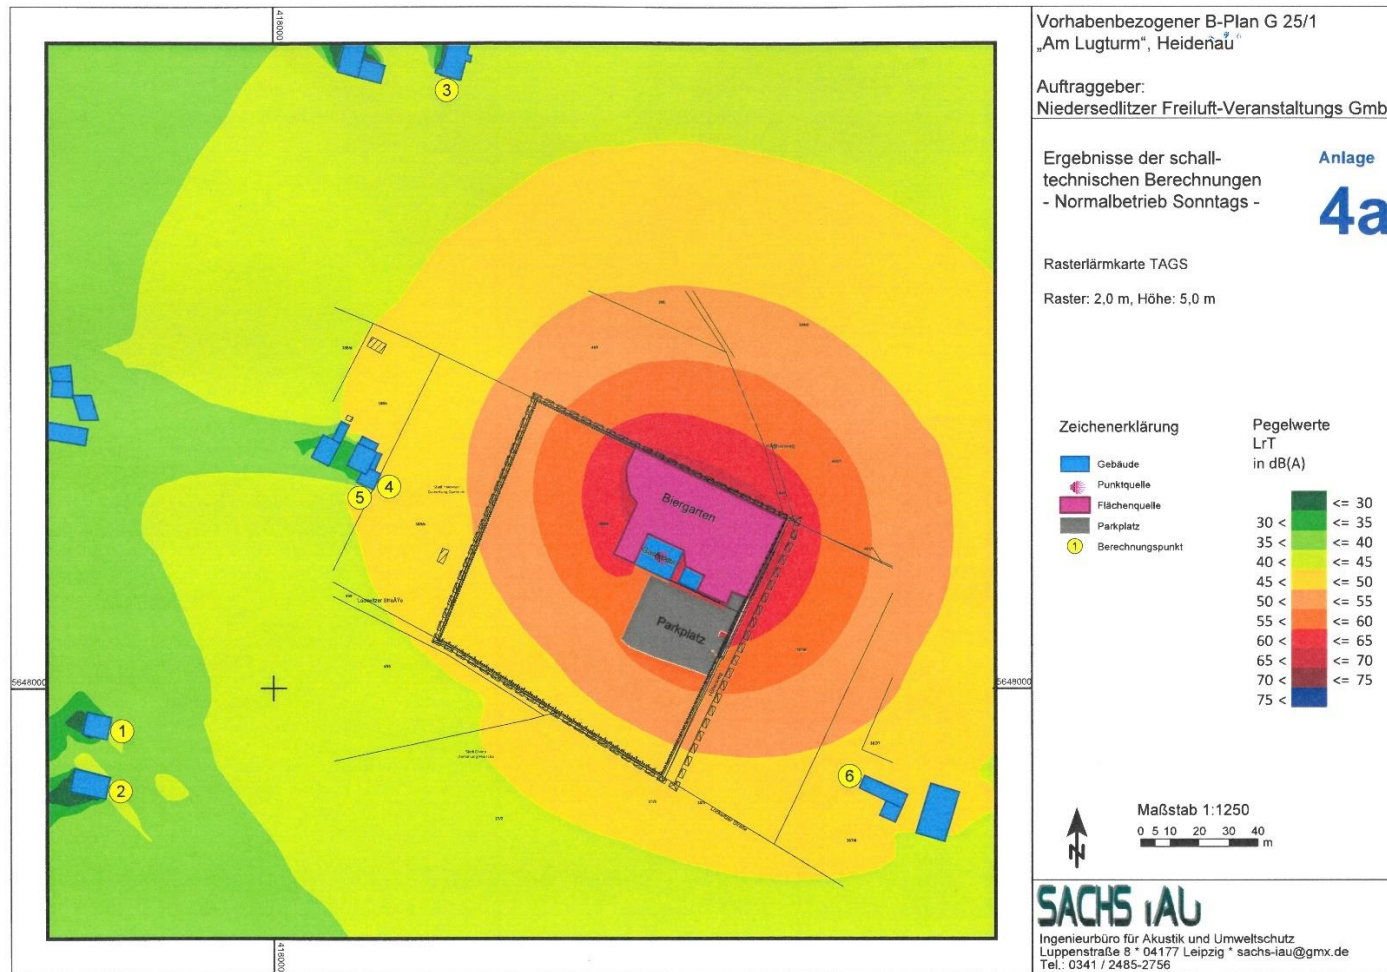 418000
Vorhabenbezogener B-Plan G 25/1
„Am Lugturm“, Heidenau
Auftraggeber:
Niedersedlitzer Freiluft-Veranstaltungs Gmb
Ergebnisse der schall-
technischen Berechnungen
- Normalbetrieb Sonntags -
Anlage
4a
Rasterlärmkarte TAGS
Raster: 2,0 m, Höhe: 5,0 m
Zeichenerklärung
Gebäude
Punktquelle
Flächenquelle
Parkplatz
1 Berechnungspunkt
Pegelwerte
LrT
in dB(A)
<= 30
30 < <= 35
35 < <= 40
40 < <= 45
45 < <= 50
50 < <= 55
55 < <= 60
60 < <= 65
65 < <= 70
70 < <= 75
75 <
3
Biergarten
4
5
Parkplatz
5648000
5648000
1
2
6
418000
Maßstab 1:1250
0 5 10 20 30 40
m
N
SACHS iAU
Ingenieurbüro für Akustik und Umweltschutz
Luppenstraße 8 * 04177 Leipzig * sachs-iau@gmx.de
Tel.: 0341 / 2485-2756